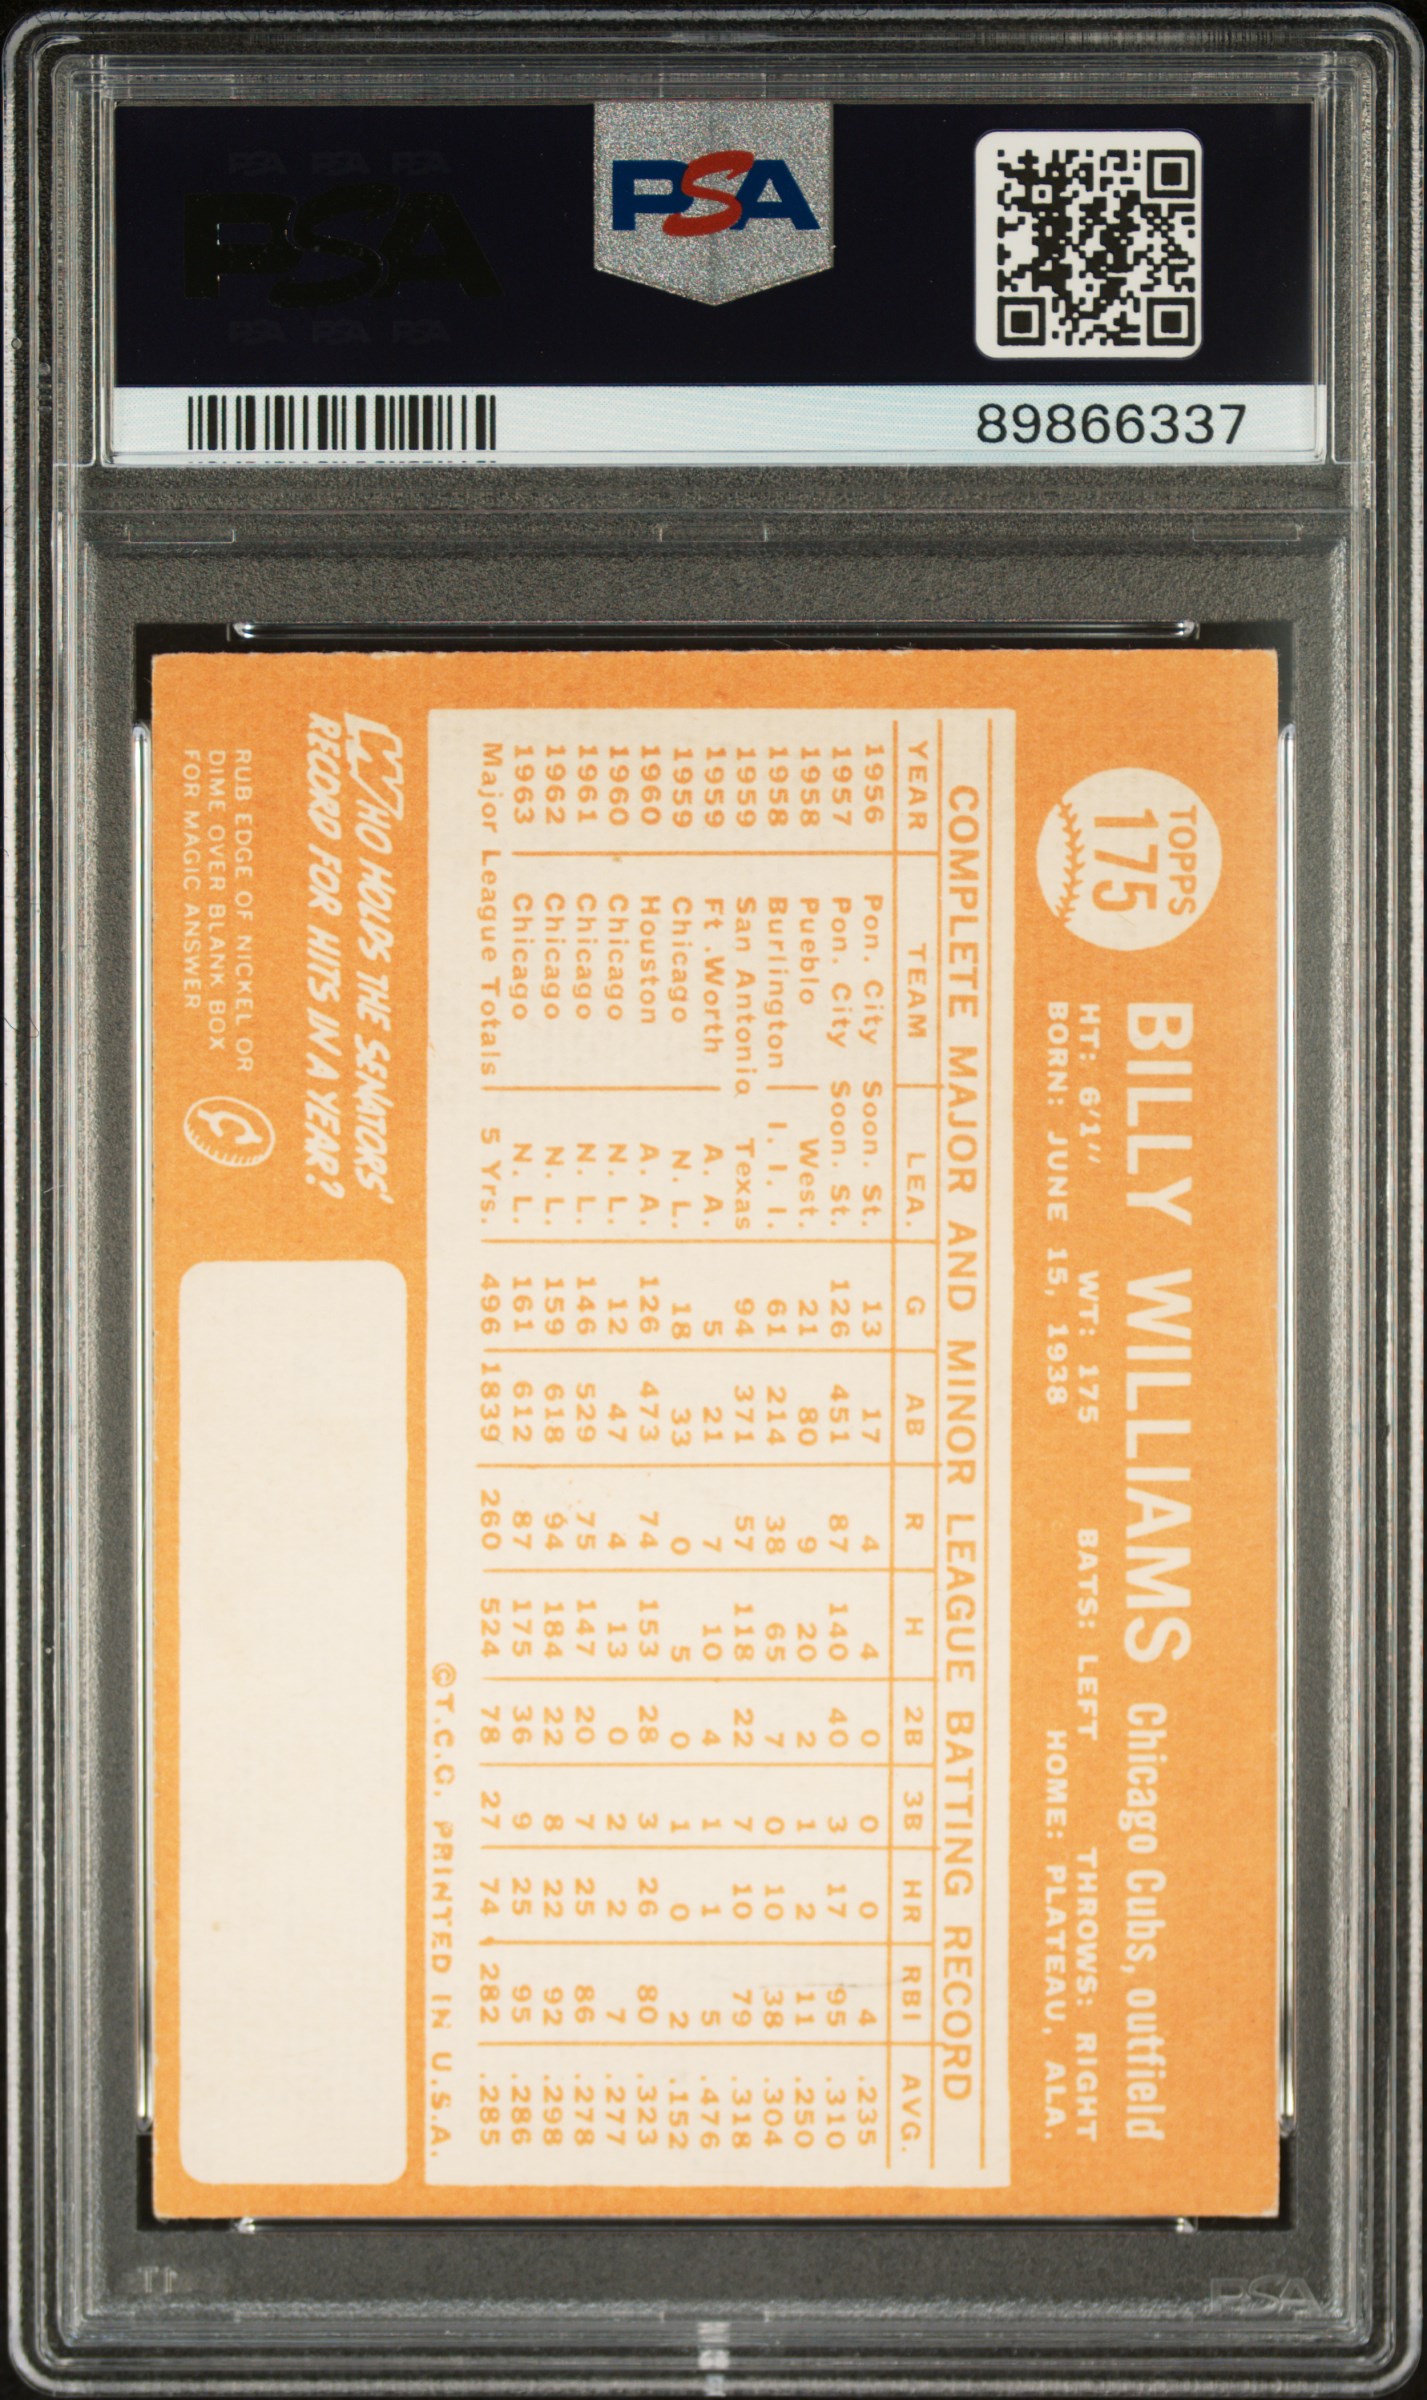 PSA PSA PSA
PSA
PSA PSA PSA
PSA
89866337
TOPPS
175
BILLY WILLIAMS Chicago Cubs, outfield
HT: 6'1" WT: 175 BATS: LEFT THROWS: RIGHT
BORN: JUNE 15, 1938 HOME: PLATEAU, ALA.
COMPLETE MAJOR AND MINOR LEAGUE BATTING RECORD
YEAR TEAM LEA. G AB R H 2B 3B HR RBI AVG.
1956 Pon. City Soon. St. 13 17 4 4 0 0 0 4 .235
1957 Pon. City Soon. St. 126 451 87 140 40 3 17 95 .310
1958 Pueblo West. 21 80 9 20 2 1 2 11 .250
1958 Burlington I. I. I. 61 214 38 65 7 0 10 38 .304
1959 San Antonio Texas 94 371 57 118 22 7 10 79 .318
1959 Ft. Worth A. A. 5 21 7 10 4 1 1 5 .476
1959 Chicago N. L. 18 33 0 5 0 1 0 2 .152
1960 Houston A. A. 126 473 74 153 28 3 26 80 .323
1960 Chicago N. L. 12 47 4 13 0 2 2 7 .277
1961 Chicago N. L. 146 529 75 147 20 7 25 86 .278
1962 Chicago N. L. 159 618 94 184 22 8 22 92 .298
1963 Chicago N. L. 161 612 87 175 36 9 25 95 .286
Major League Totals 5 Yrs. 496 1839 260 524 78 27 74 282 .285
©T.C.G. PRINTED IN U.S.A.
WHO HOLDS THE SENATORS'
RECORD FOR HITS IN A YEAR?
RUB EDGE OF NICKEL OR
DIME OVER BLANK BOX
FOR MAGIC ANSWER
PSA